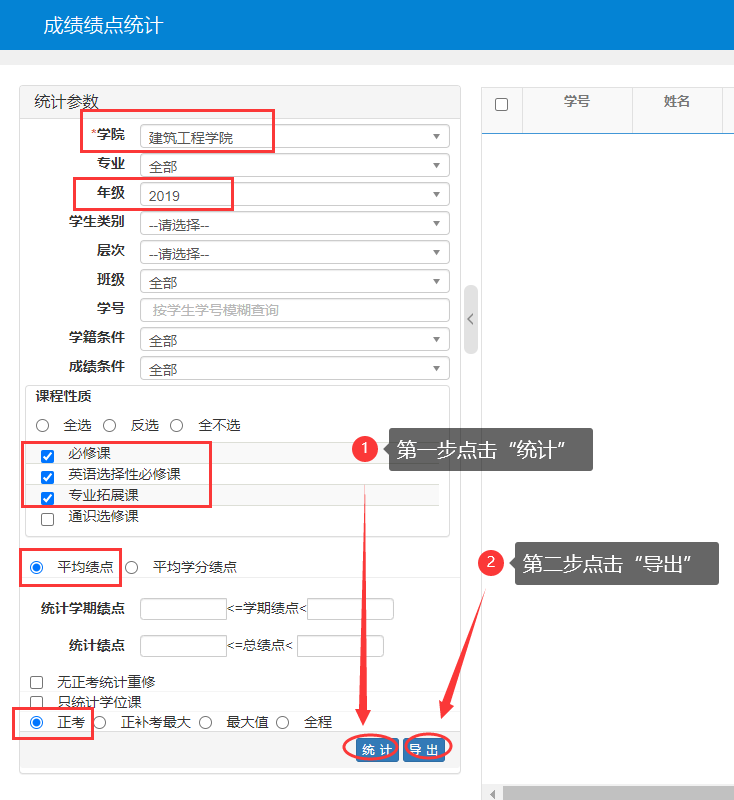 成绩绩点统计
统计参数
*学院 建筑工程学院
专业 全部
年级 2019
学生类别 --请选择--
层次 --请选择--
班级 全部
学号 按学生学号模糊查询
学籍条件 全部
成绩条件 全部
课程性质
全选 反选 全不选
必修课
英语选择性必修课
专业拓展课
通识选修课
平均绩点 平均学分绩点
统计学期绩点 <=学期绩点<
统计绩点 <=总绩点<
无正考统计重修
只统计学位课
正考 正补考最大 最大值 全程
统 计 导 出
学号 姓名
1 第一步点击“统计”
2 第二步点击“导出”